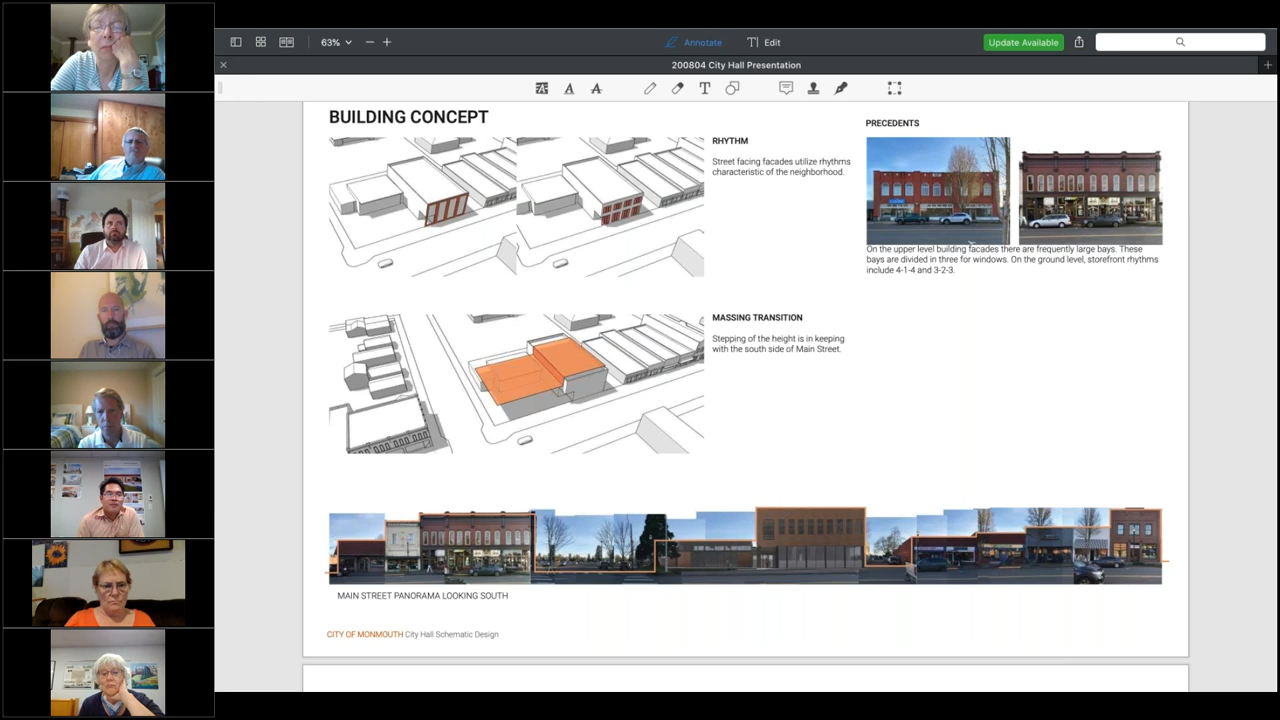 63%
Annotate
Edit
Update Available
200804 City Hall Presentation
BUILDING CONCEPT
RHYTHM
Street facing facades utilize rhythms
characteristic of the neighborhood.
PRECEDENTS
On the upper level building facades there are frequently large bays. These
bays are divided in three for windows. On the ground level, storefront rhythms
include 4-1-4 and 3-2-3.
MASSING TRANSITION
Stepping of the height is in keeping
with the south side of Main Street.
MAIN STREET PANORAMA LOOKING SOUTH
CITY OF MONMOUTH City Hall Schematic Design